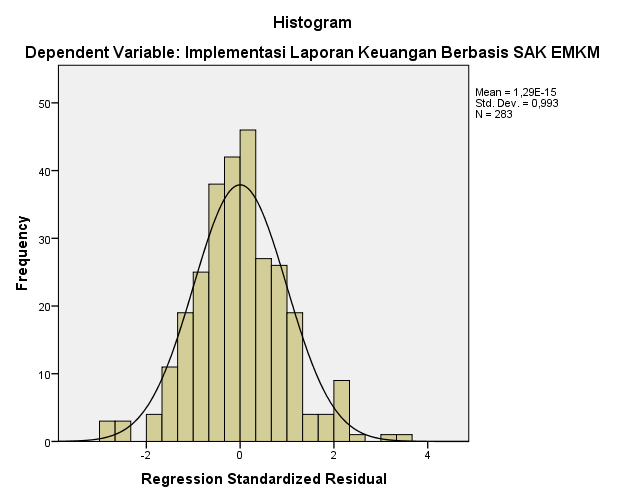 Histogram
Dependent Variable: Implementasi Laporan Keuangan Berbasis SAK EMKM
Mean = 1,29E-15
Std. Dev. = 0,993
N = 283
50
40
30
20
10
0
Frequency
-2
0
2
4
Regression Standardized Residual